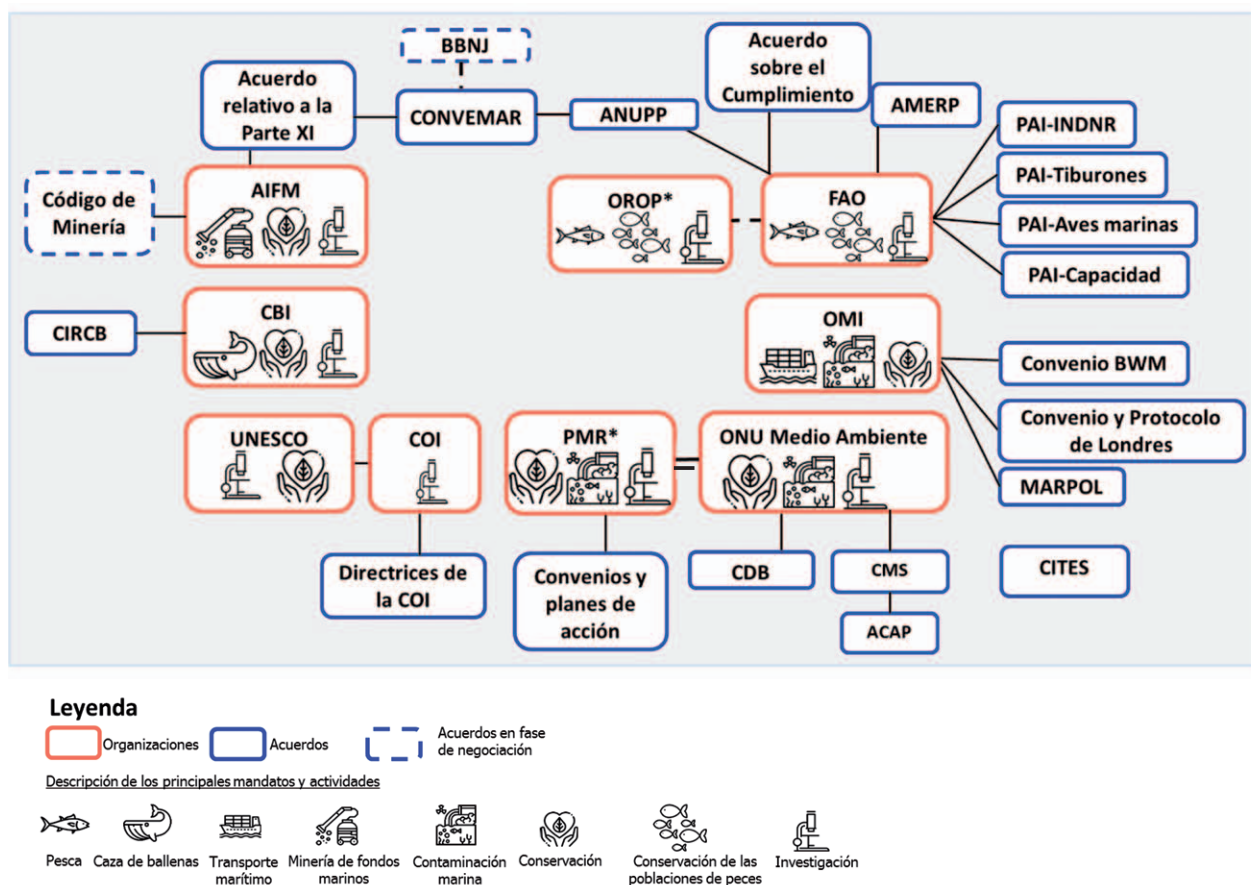 BBNJ
Acuerdo
relativo a la
Parte XI
CONVEMAR
ANUPP
Acuerdo
sobre el
Cumplimiento
AMERP
PAI-INDNR
PAI-Tiburones
PAI-Aves marinas
PAI-Capacidad
Código de
Minería
AIFM
OROP*
FAO
CIRCB
CBI
OMI
Convenio BWM
Convenio y Protocolo
de Londres
MARPOL
UNESCO
COI
PMR*
ONU Medio Ambiente
Directrices de
la COI
Convenios y
planes de
acción
CDB
CMS
ACAP
CITES
Leyenda
Organizaciones
Acuerdos
Acuerdos en fase
de negociación
Descripción de los principales mandatos y actividades
Pesca
Caza de ballenas
Transporte
marítimo
Minería de fondos
marinos
Contaminación
marina
Conservación
Conservación de las
poblaciones de peces
Investigación